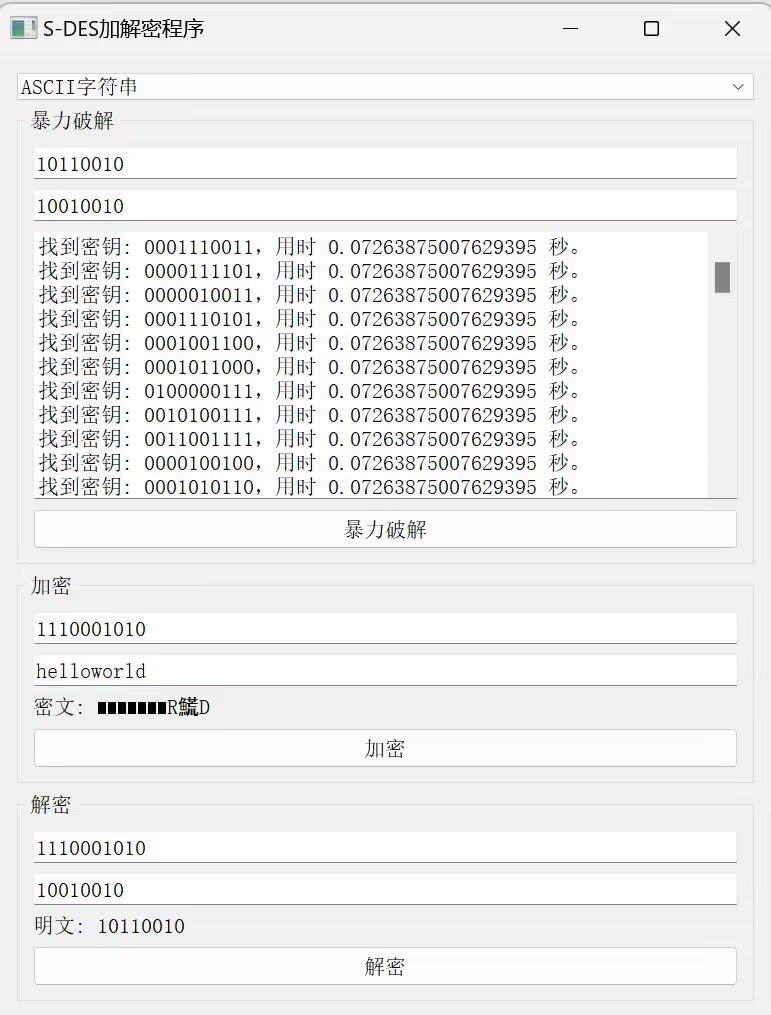 S-DES加解密程序
ASCII字符串
暴力破解
10110010
10010010
找到密钥: 0001110011，用时 0.07263875007629395 秒。
找到密钥: 0000111101，用时 0.07263875007629395 秒。
找到密钥: 0000010011，用时 0.07263875007629395 秒。
找到密钥: 0001110101，用时 0.07263875007629395 秒。
找到密钥: 0001001100，用时 0.07263875007629395 秒。
找到密钥: 0001011000，用时 0.07263875007629395 秒。
找到密钥: 0100000111，用时 0.07263875007629395 秒。
找到密钥: 0010100111，用时 0.07263875007629395 秒。
找到密钥: 0011001111，用时 0.07263875007629395 秒。
找到密钥: 0000100100，用时 0.07263875007629395 秒。
找到密钥: 0001010110，用时 0.07263875007629395 秒。
暴力破解
加密
1110001010
helloworld
密文: ▮▮▮▮▮▮▮R D
加密
解密
1110001010
10010010
明文: 10110010
解密